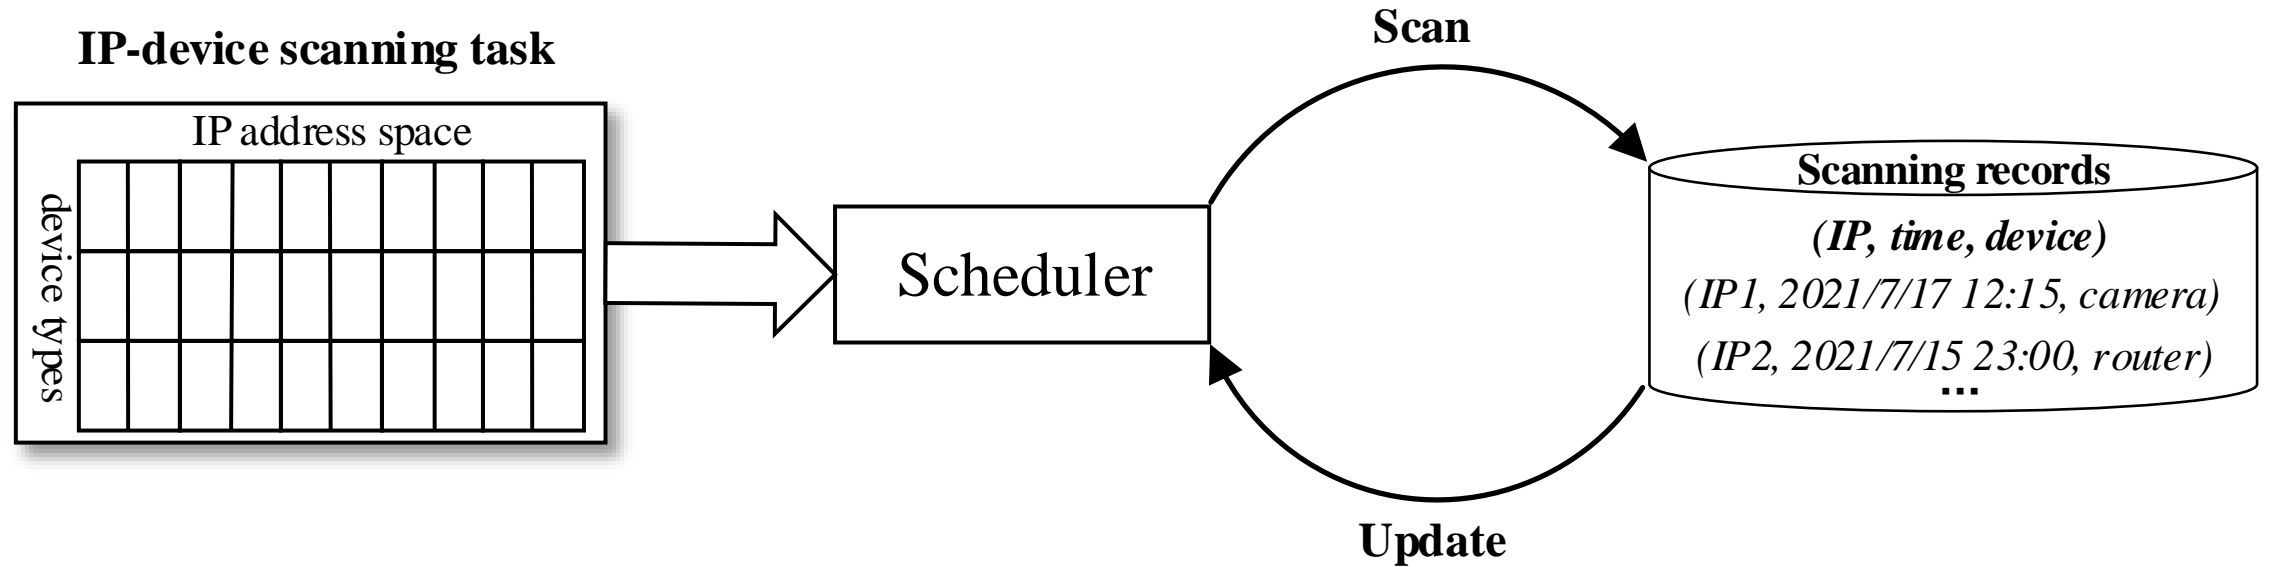 IP-device scanning task
IP address space
device types
Scheduler
Scan
Update
Scanning records
(IP, time, device)
(IP1, 2021/7/17 12:15, camera)
(IP2, 2021/7/15 23:00, router)
...